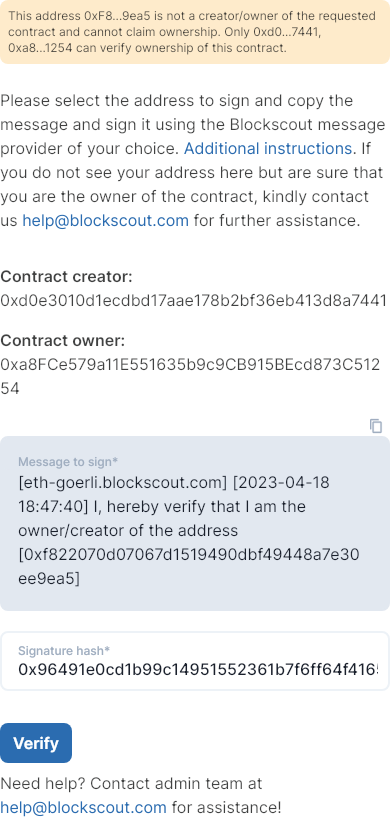 This address 0xF8...9ea5 is not a creator/owner of the requested
contract and cannot claim ownership. Only 0xd0...7441,
0xa8...1254 can verify ownership of this contract.
Please select the address to sign and copy the
message and sign it using the Blockscout message
provider of your choice. Additional instructions. If
you do not see your address here but are sure that
you are the owner of the contract, kindly contact
us help@blockscout.com for further assistance.
Contract creator:
0xd0e3010d1ecdbd17aae178b2bf36eb413d8a7441
Contract owner:
0xa8FCe579a11E551635b9c9CB915BEcd873C512
54
Message to sign*
[eth-goerli.blockscout.com] [2023-04-18
18:47:40] I, hereby verify that I am the
owner/creator of the address
[0xf822070d07067d1519490dbf49448a7e30
ee9ea5]
Signature hash*
0x96491e0cd1b99c14951552361b7f6ff64f4165
Verify
Need help? Contact admin team at
help@blockscout.com for assistance!